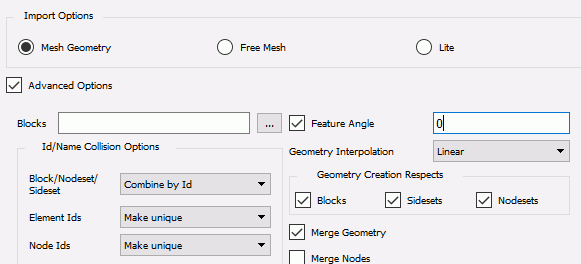 Import Options
Mesh Geometry Free Mesh Lite
Advanced Options
Blocks ... Feature Angle 0
Id/Name Collision Options
Geometry Interpolation Linear
Block/Nodeset/
Sideset
Combine by Id
Geometry Creation Respects
Blocks Sidesets Nodesets
Element Ids Make unique
Merge Geometry
Node Ids Make unique
Merge Nodes